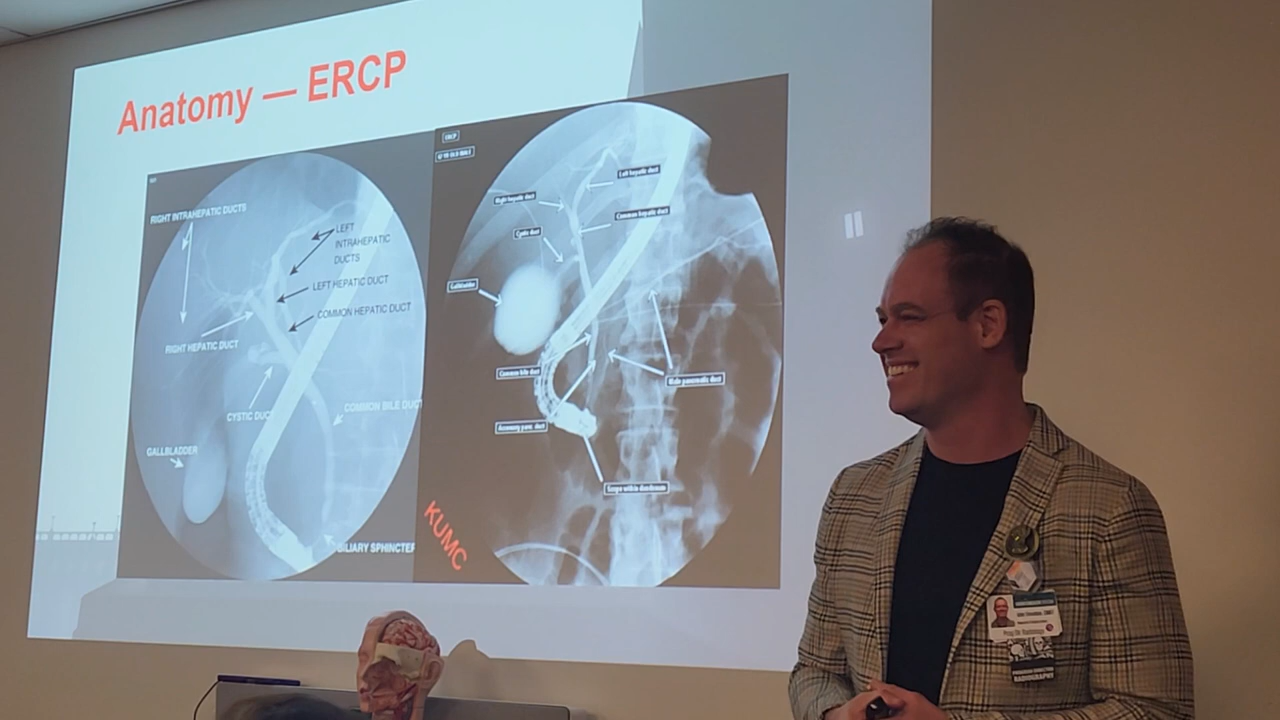 Anatomy — ERCP
RIGHT INTRAHEPATIC DUCTS
LEFT
INTRAHEPATIC
DUCTS
LEFT HEPATIC DUCT
COMMON HEPATIC DUCT
RIGHT HEPATIC DUCT
CYSTIC DUCT
COMMON BILE DUCT
GALLBLADDER
BILIARY SPHINCTER
ERCP
Left hepatic duct
Right hepatic duct
Common hepatic duct
Cystic duct
Gallbladder
Common bile duct
Main pancreatic duct
Accessory panc duct
Scope within duodenum
KUMC
RADIOGRAPHY